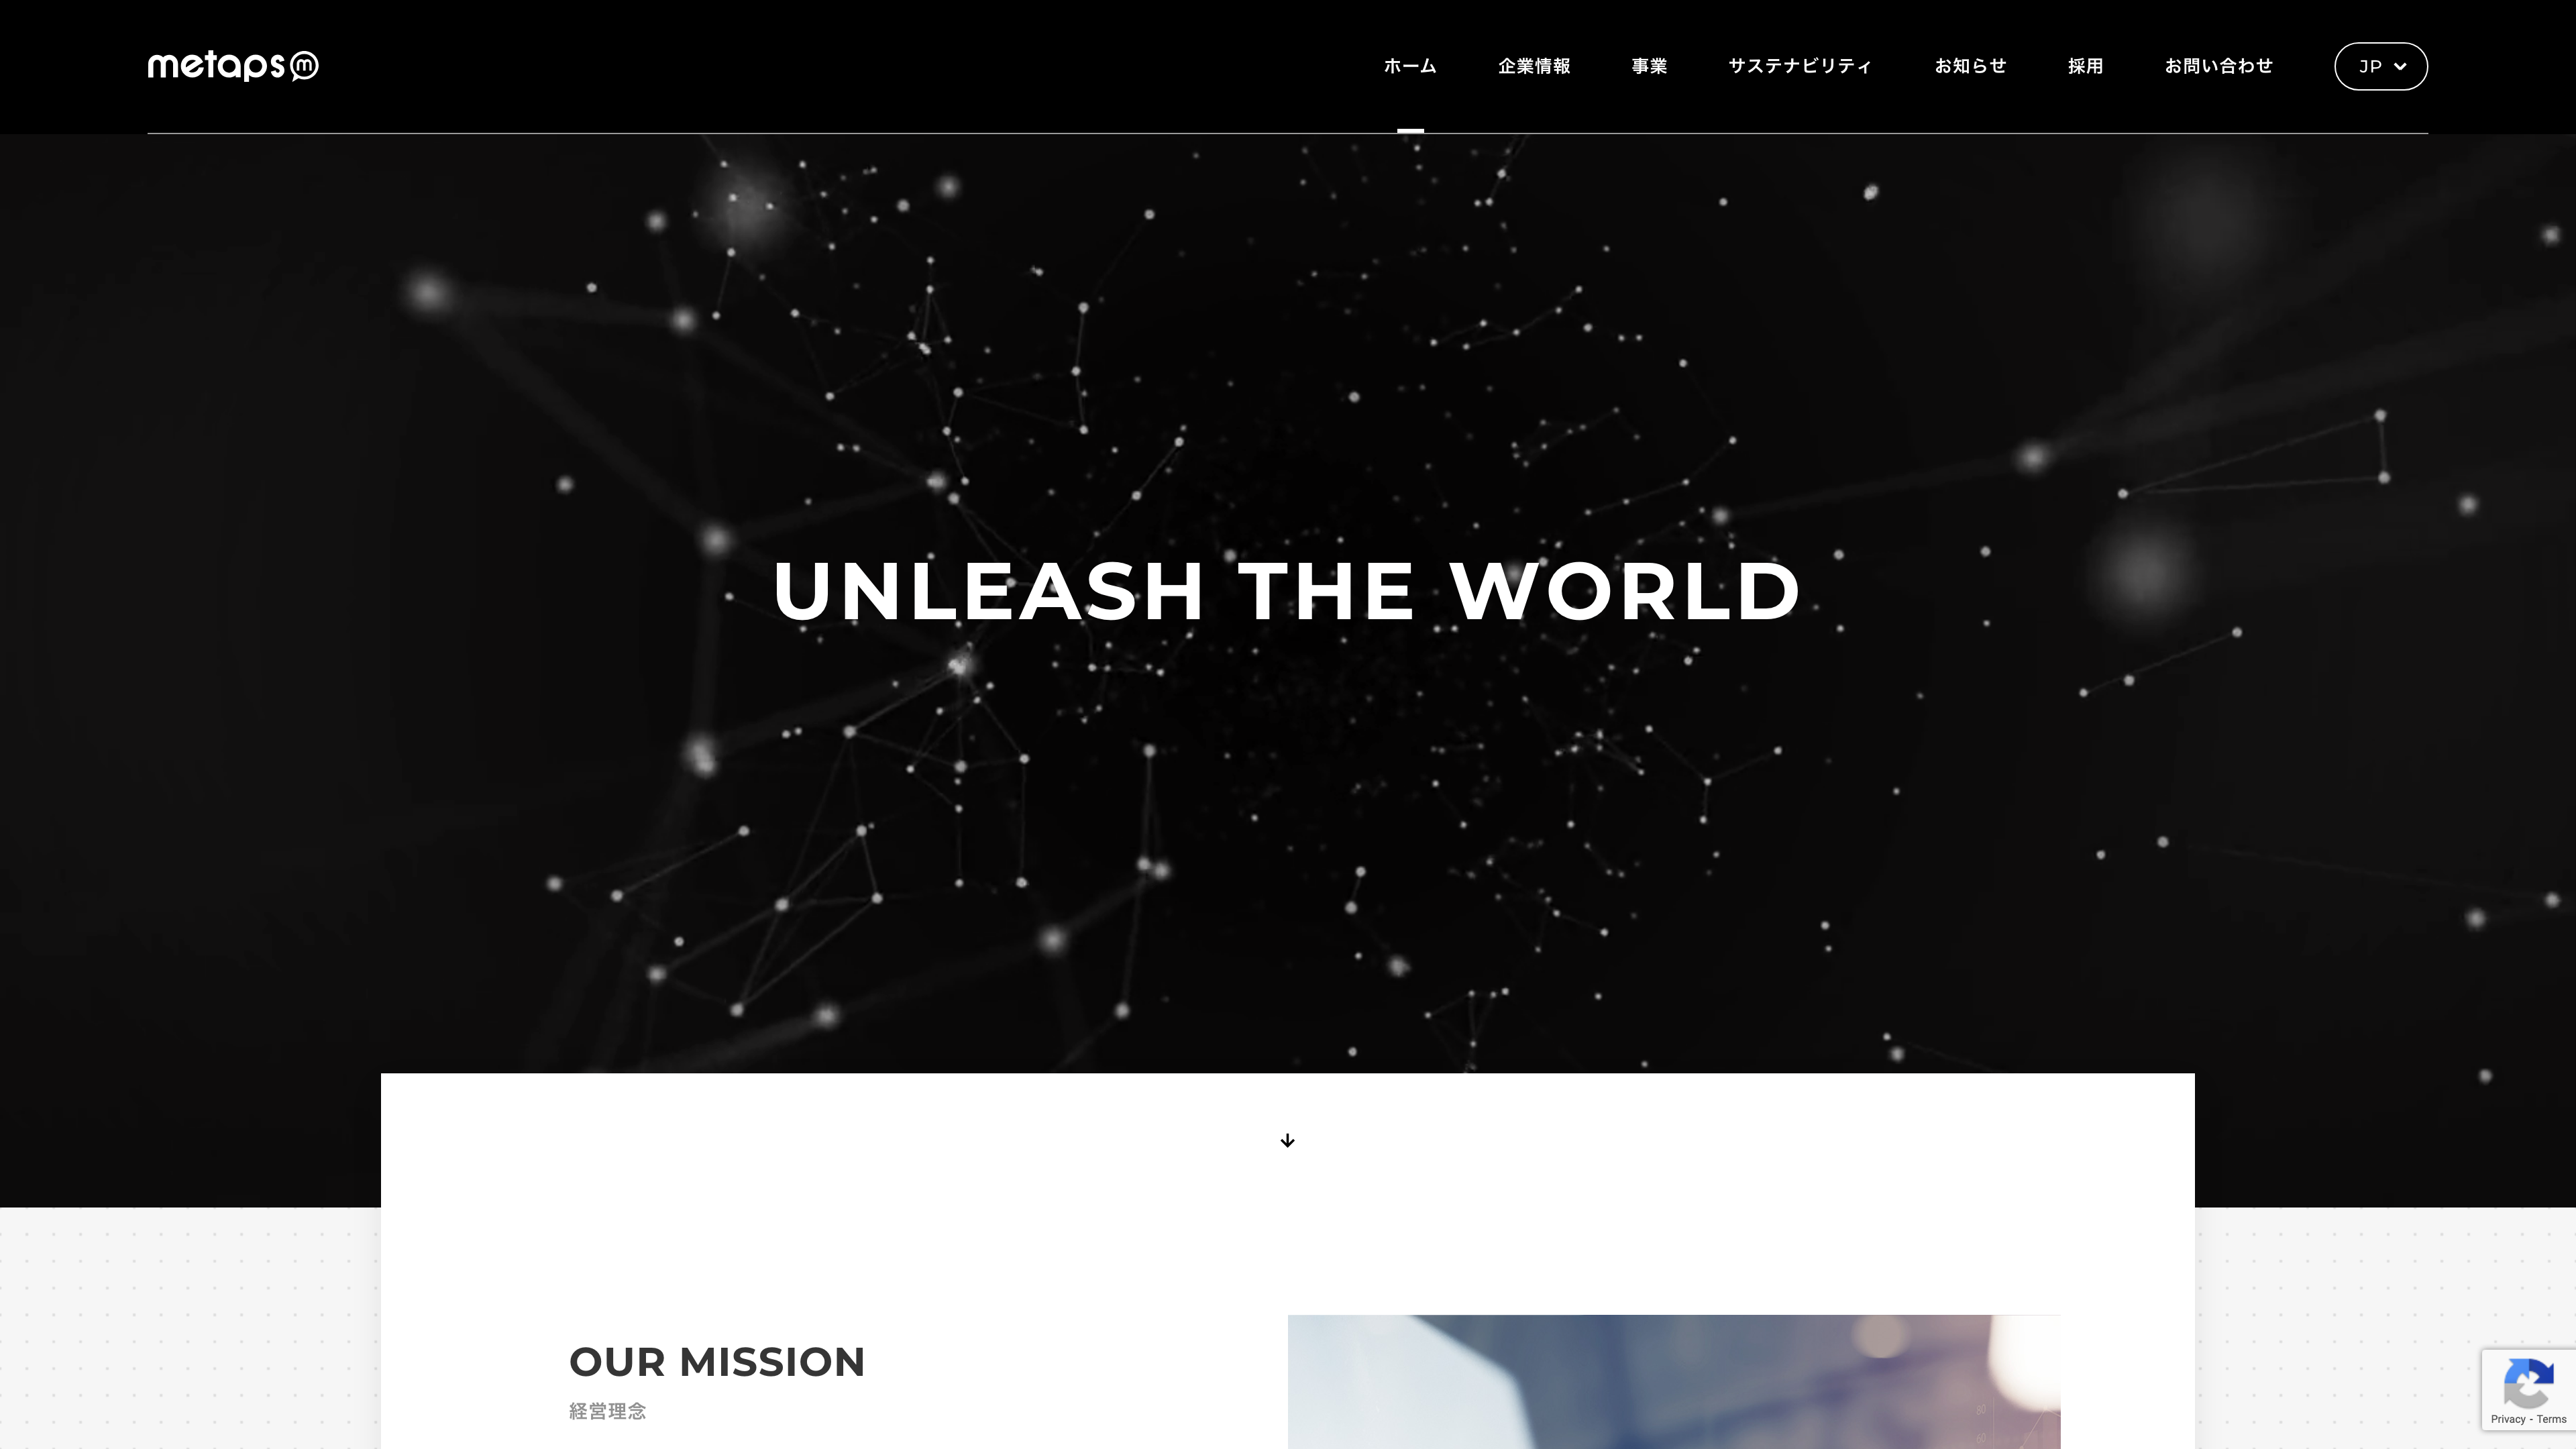 metaps m
ホーム
企業情報
事業
サステナビリティ
お知らせ
採用
お問い合わせ
JP
UNLEASH THE WORLD
OUR MISSION
経営理念
80
60
Privacy - Terms